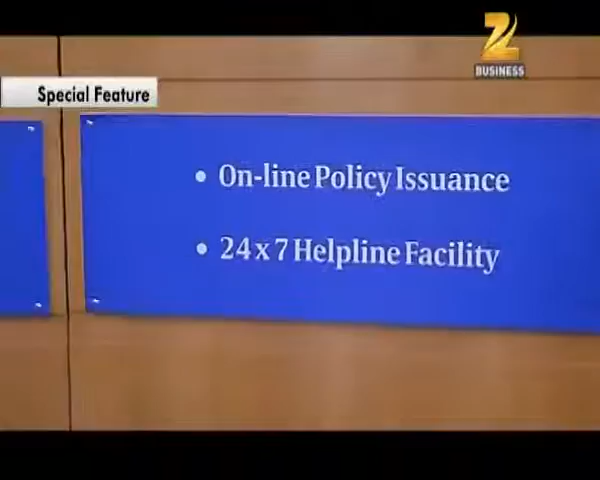 Z
BUSINESS
Special Feature
• On-line Policy Issuance
• 24 x 7 Helpline Facility